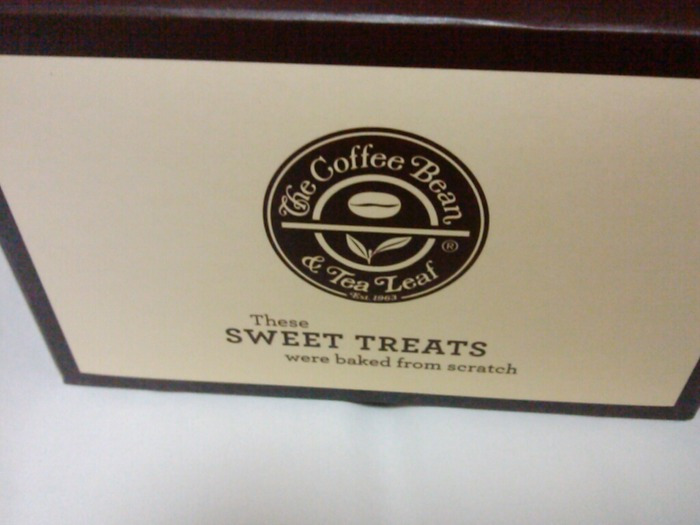 The Coffee Bean
®
& Tea Leaf
Est. 1963
These
SWEET TREATS
were baked from scratch